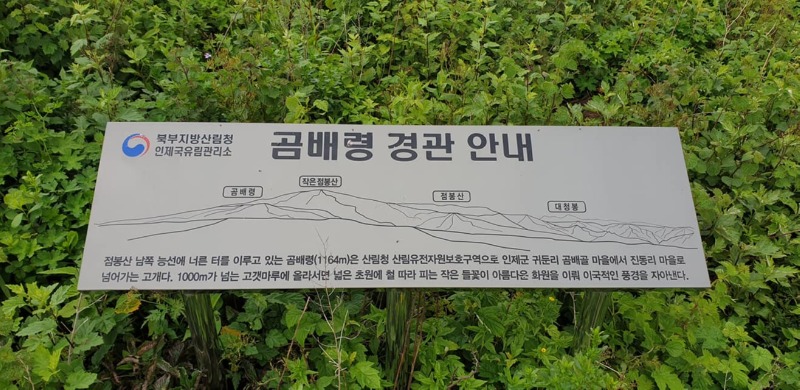 북부지방산림청
인제국유림관리소
곰배령 경관 안내
곰배령
작은점봉산
점봉산
대청봉
점봉산 남쪽 능선에 너른 터를 이루고 있는 곰배령(1164m)은 산림청 산림유전자원보호구역으로 인제군 귀둔리 곰배골 마을에서 진동리 마을로
넘어가는 고개다. 1000m가 넘는 고갯마루에 올라서면 넓은 초원에 철 따라 피는 작은 들꽃이 아름다은 화원을 이뤄 이국적인 풍경을 자아낸다.